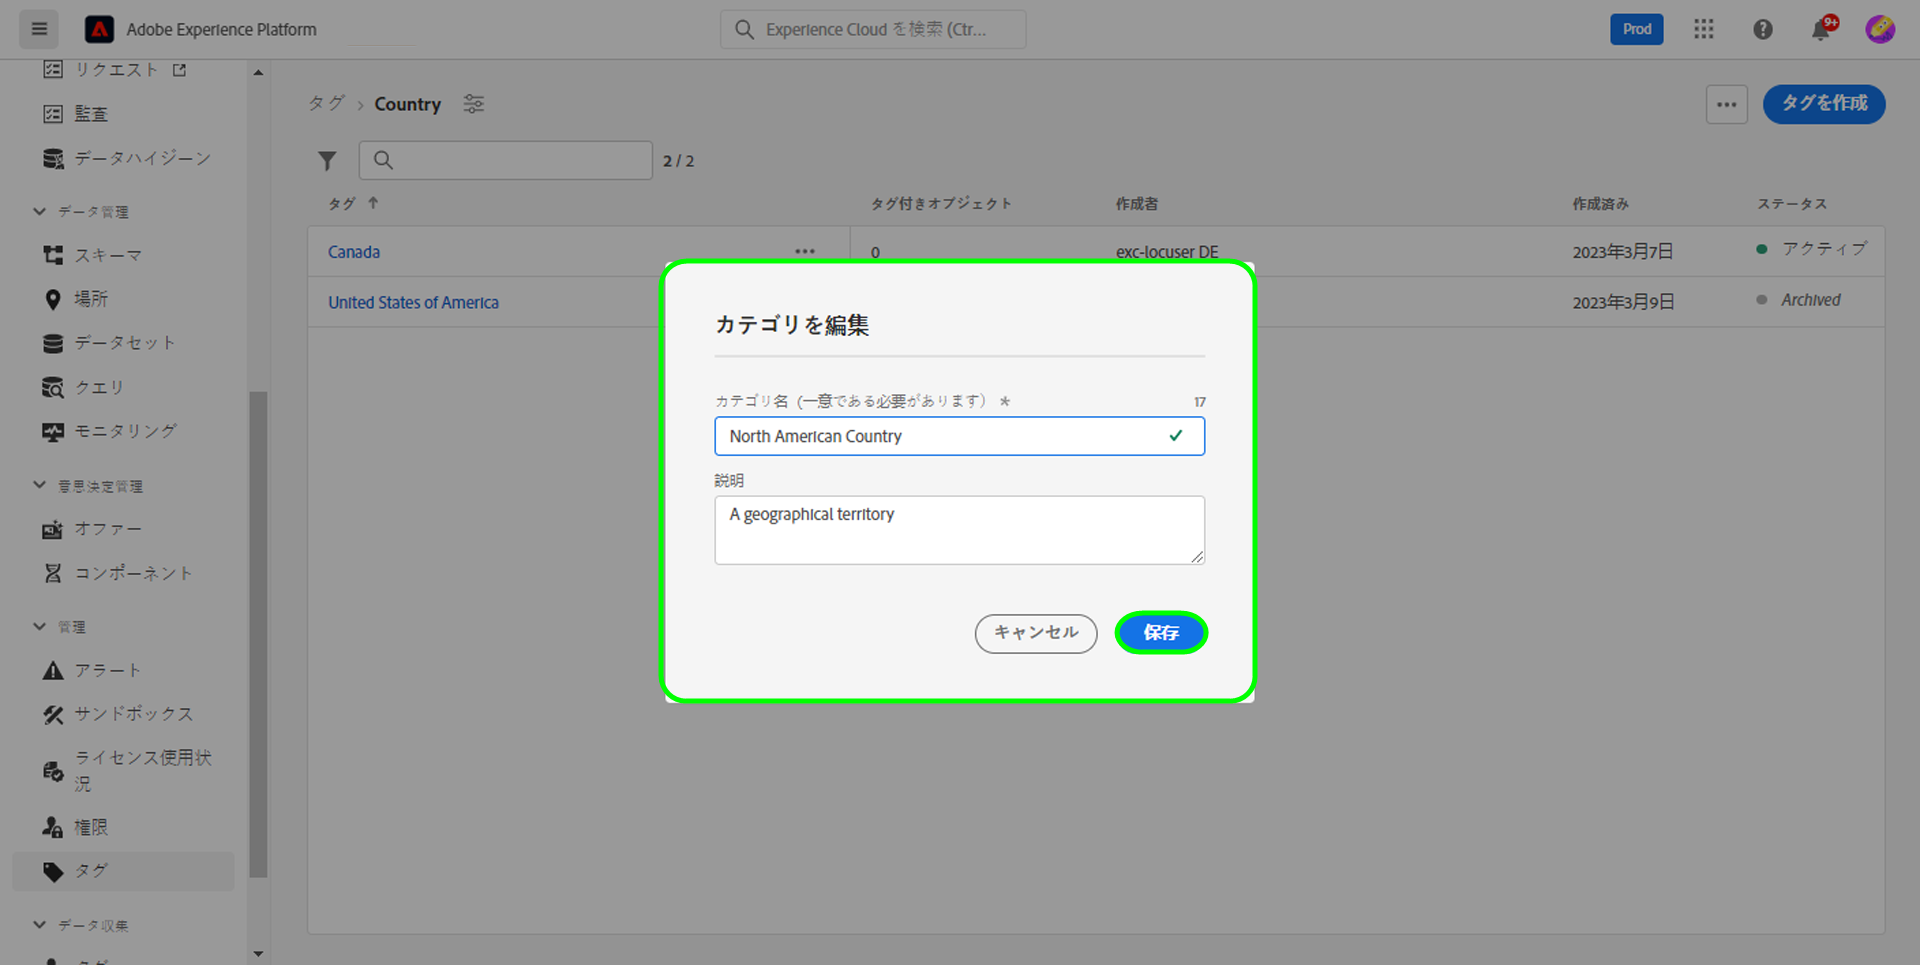 Adobe Experience Platform
Experience Cloud を検索 (Ctr...
Prod
9+
リクエスト
監査
データハイジーン
データ管理
スキーマ
場所
データセット
クエリ
モニタリング
意思決定管理
オファー
コンポーネント
管理
アラート
サンドボックス
ライセンス使用状
況
権限
タグ
データ収集
タグ > Country
タグを作成
2 / 2
タグ ↑ タグ付きオブジェクト 作成者 作成済み ステータス
Canada ••• 0 exc-locuser DE 2023年3月7日 アクティブ
United States of America 2023年3月9日 Archived
カテゴリを編集
カテゴリ名（一意である必要があります） * 17
North American Country
説明
A geographical territory
キャンセル 保存